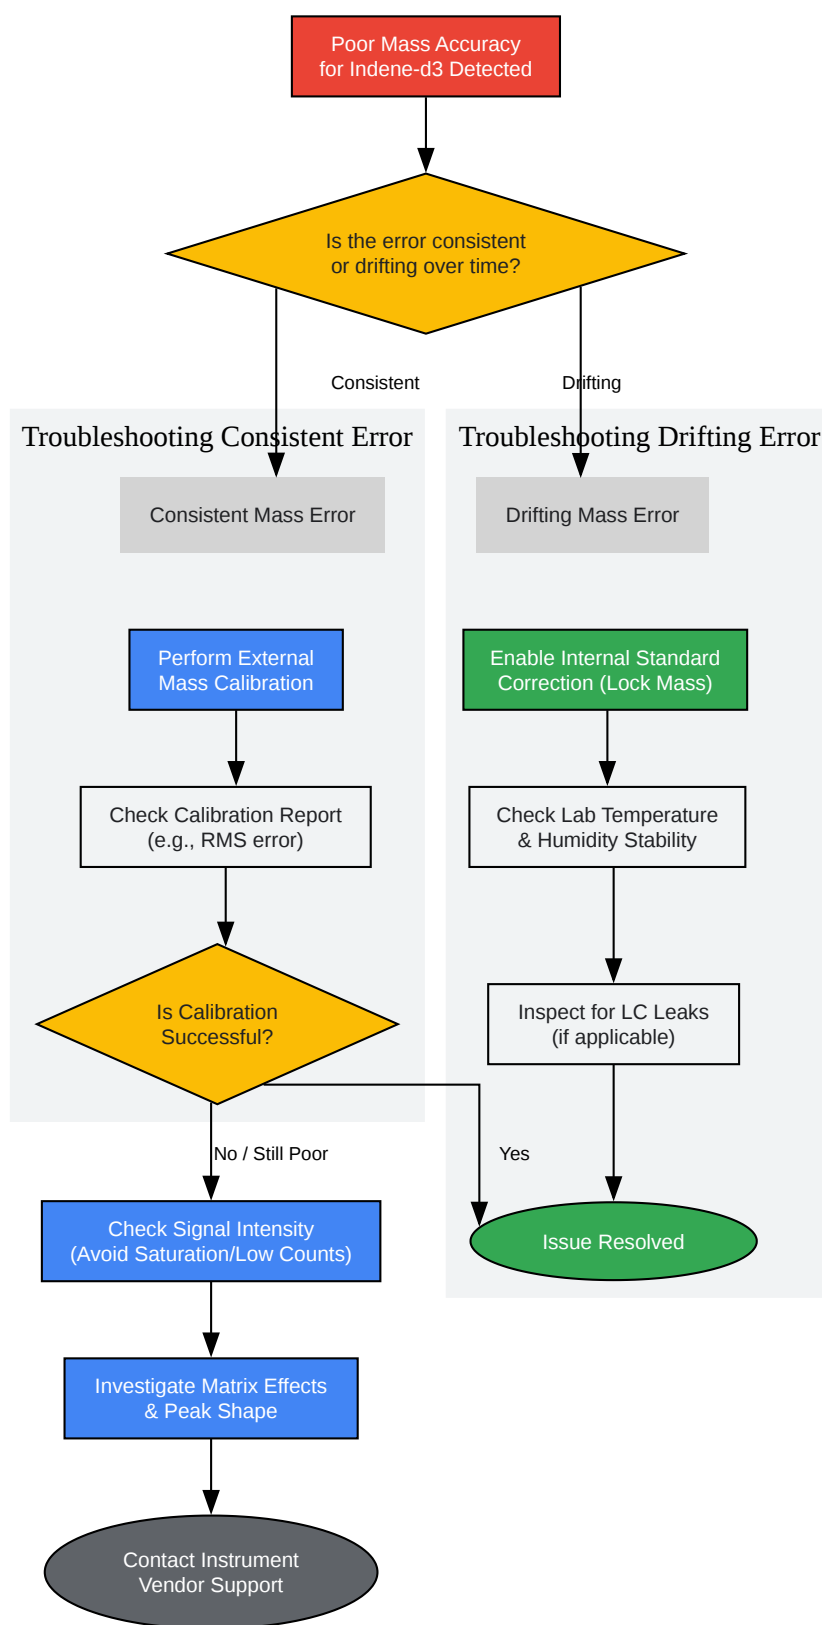 Poor Mass Accuracy
for Indene-d3 Detected
Is the error consistent
or drifting over time?
Consistent
Drifting
Troubleshooting Consistent Error
Troubleshooting Drifting Error
Consistent Mass Error
Drifting Mass Error
Perform External
Mass Calibration
Enable Internal Standard
Correction (Lock Mass)
Check Calibration Report
(e.g., RMS error)
Check Lab Temperature
& Humidity Stability
Is Calibration
Successful?
Inspect for LC Leaks
(if applicable)
No / Still Poor
Yes
Check Signal Intensity
(Avoid Saturation/Low Counts)
Issue Resolved
Investigate Matrix Effects
& Peak Shape
Contact Instrument
Vendor Support